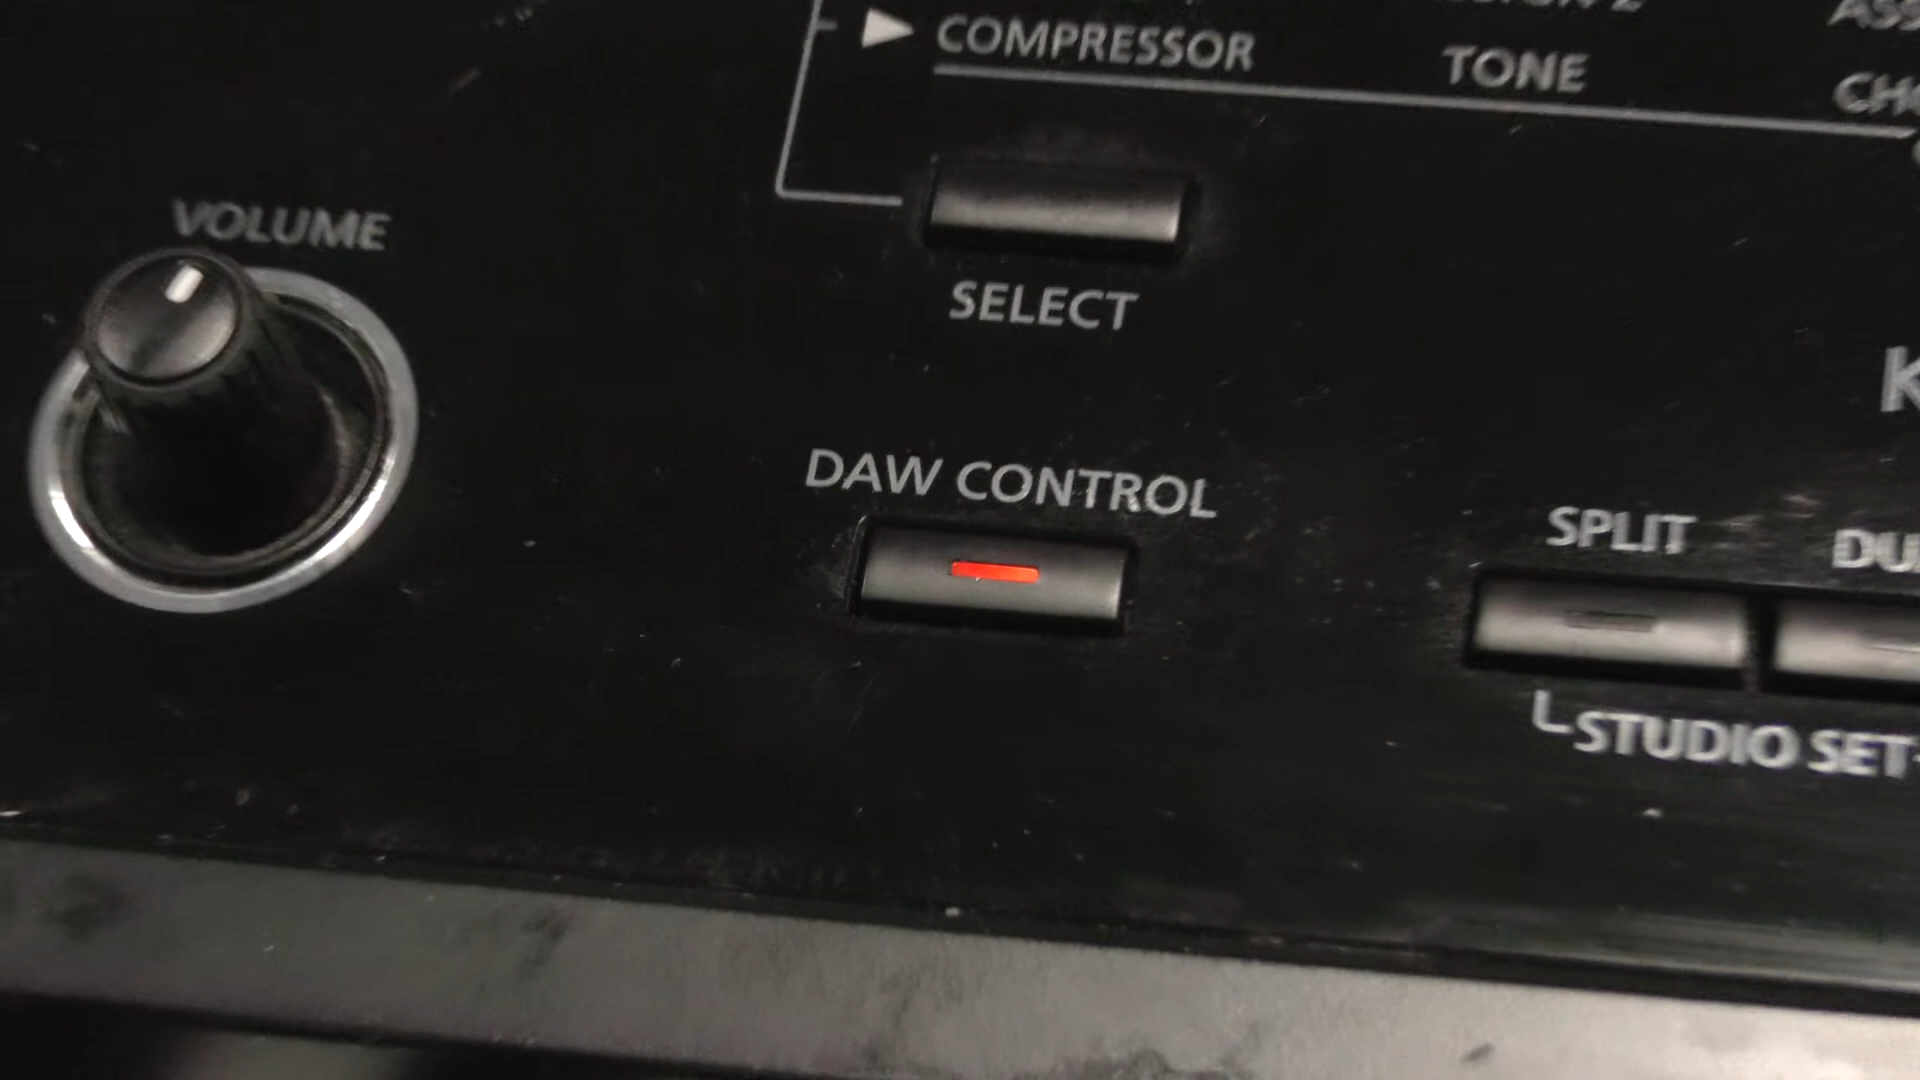 COMPRESSOR TONE
VOLUME
SELECT
DAW CONTROL
SPLIT
STUDIO SET